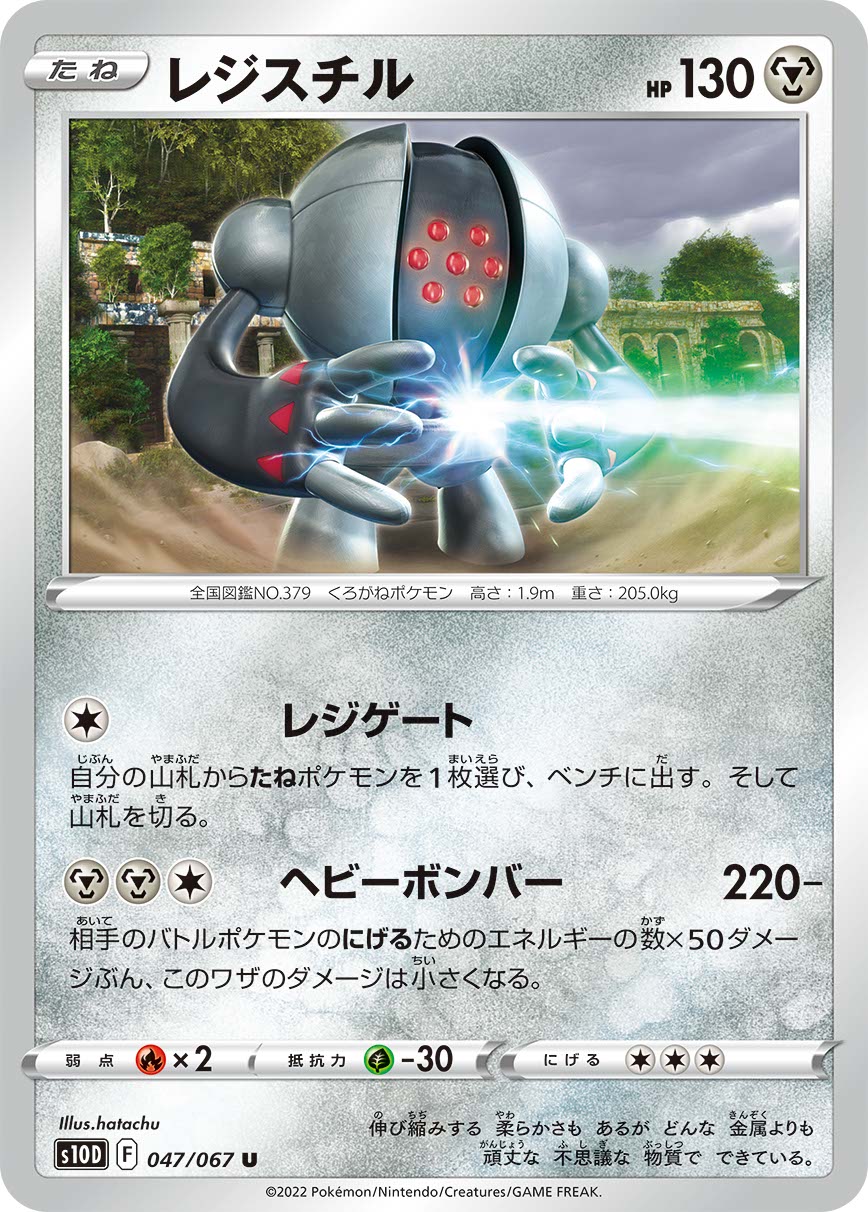 たね レジスチル HP 130
全国図鑑NO.379 くろがねポケモン 高さ：1.9m 重さ：205.0kg
レジゲート
自分の山札からたねポケモンを1枚選び、ベンチに出す。そして
山札を切る。
ヘビーボンバー 220−
相手のバトルポケモンのにげるためのエネルギーの数×50ダメー
ジぶん、このワザのダメージは小さくなる。
弱点 ×2 抵抗力 −30 にげる
Illus.hatachu
伸び縮みする 柔らかさも あるが どんな 金属よりも
頑丈な 不思議な 物質で できている。
s10D F 047/067 U
©2022 Pokémon/Nintendo/Creatures/GAME FREAK.